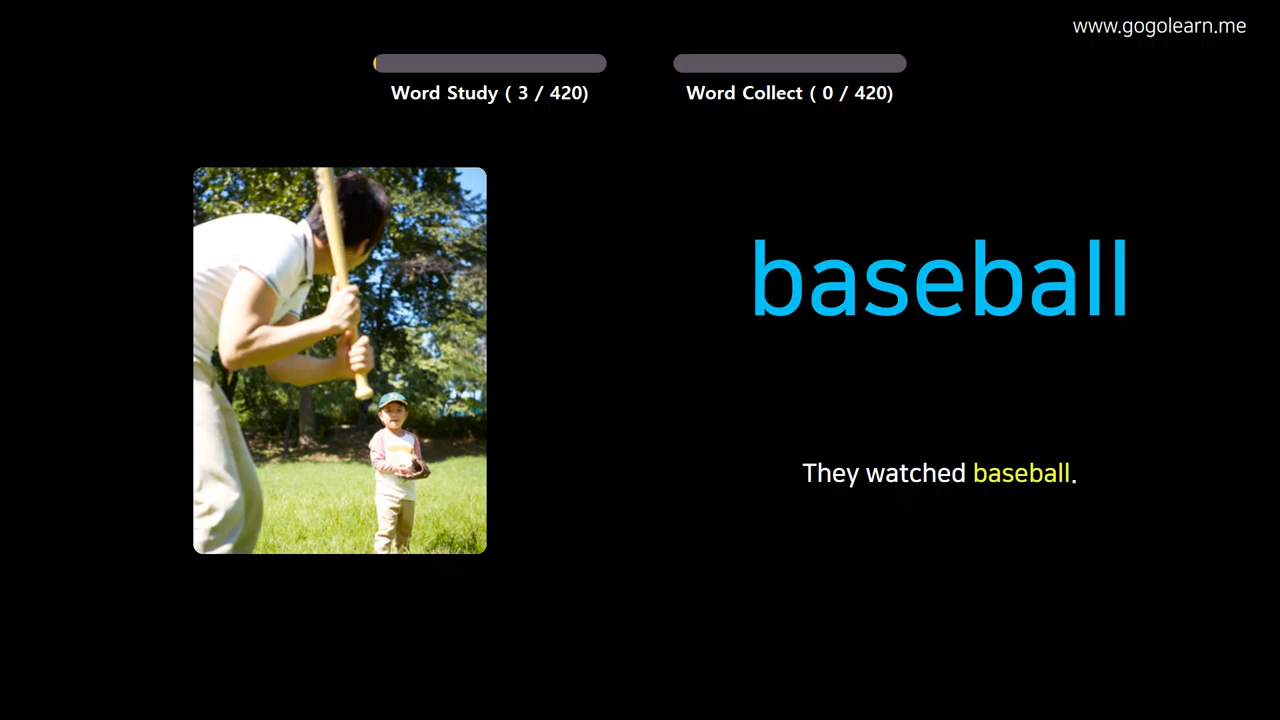 www.gogolearn.me
Word Study ( 3 / 420)
Word Collect ( 0 / 420)
baseball
They watched baseball.